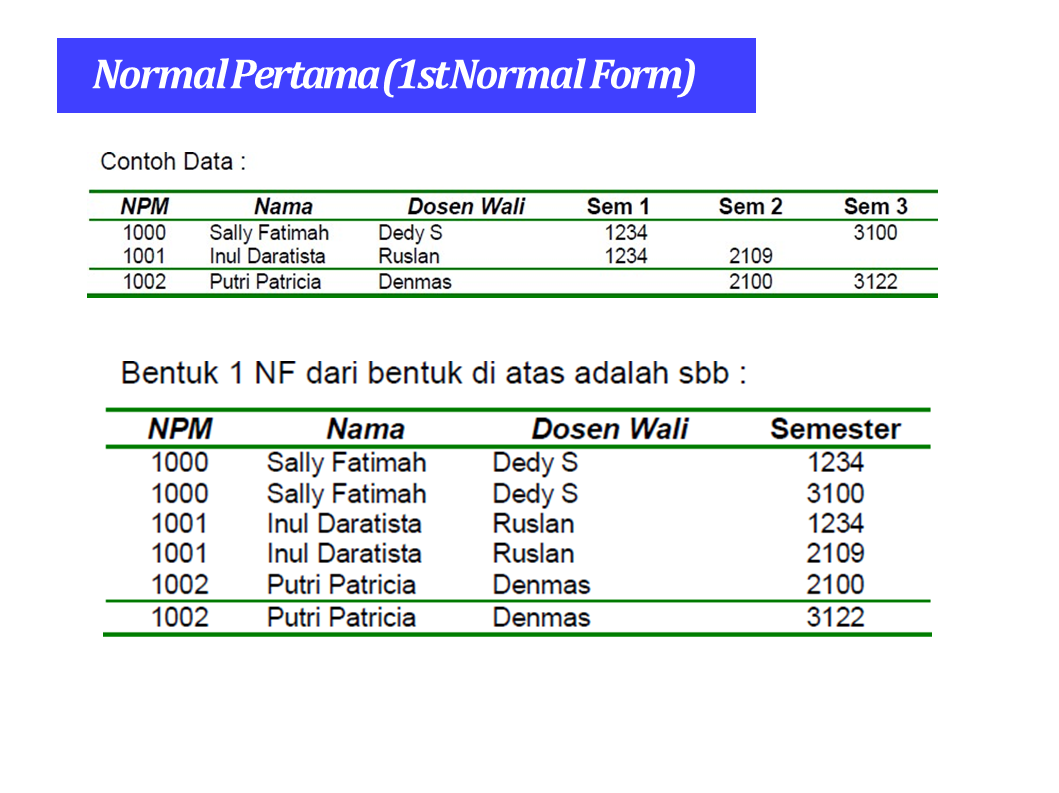 Normal Pertama (1st Normal Form)
Contoh Data :
NPM Nama Dosen Wali Sem 1 Sem 2 Sem 3
1000 Sally Fatimah Dedy S 1234 3100
1001 Inul Daratista Ruslan 1234 2109
1002 Putri Patricia Denmas 2100 3122
Bentuk 1 NF dari bentuk di atas adalah sbb :
NPM Nama Dosen Wali Semester
1000 Sally Fatimah Dedy S 1234
1000 Sally Fatimah Dedy S 3100
1001 Inul Daratista Ruslan 1234
1001 Inul Daratista Ruslan 2109
1002 Putri Patricia Denmas 2100
1002 Putri Patricia Denmas 3122